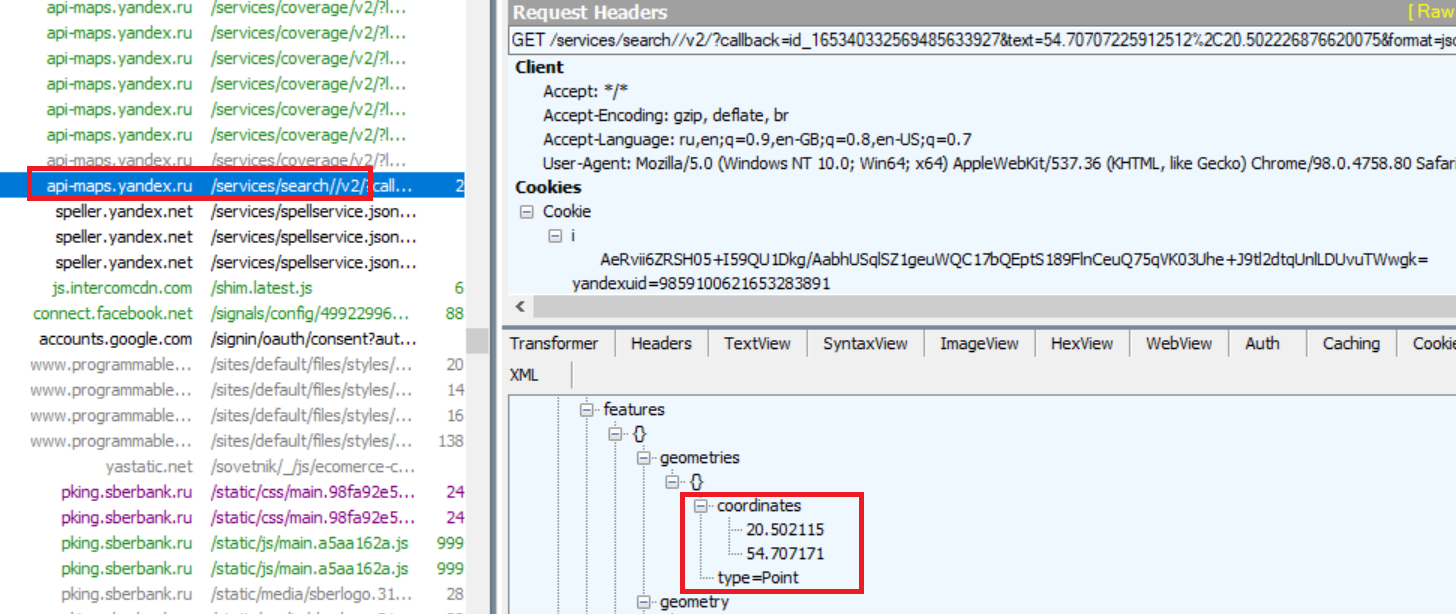 api-maps.yandex.ru /services/coverage/v2/?l...
api-maps.yandex.ru /services/coverage/v2/?l...
api-maps.yandex.ru /services/coverage/v2/?l...
api-maps.yandex.ru /services/coverage/v2/?l...
api-maps.yandex.ru /services/coverage/v2/?l...
api-maps.yandex.ru /services/coverage/v2/?l...
api-maps.yandex.ru /services/coverage/v2/?l...
api-maps.yandex.ru /services/search//v2/?call... 2
speller.yandex.net /services/spellservice.json...
speller.yandex.net /services/spellservice.json...
speller.yandex.net /services/spellservice.json...
js.intercomcdn.com /shim.latest.js 6
connect.facebook.net /signals/config/49922996... 88
accounts.google.com /signin/oauth/consent?aut...
www.programmable... /sites/default/files/styles/... 20
www.programmable... /sites/default/files/styles/... 14
www.programmable... /sites/default/files/styles/... 16
www.programmable... /sites/default/files/styles/... 138
yastatic.net /sovetnik/_/js/ecomerce-c...
pking.sberbank.ru /static/css/main.98fa92e5... 24
pking.sberbank.ru /static/css/main.98fa92e5... 24
pking.sberbank.ru /static/js/main.a5aa162a.js 999
pking.sberbank.ru /static/js/main.a5aa162a.js 999
pking.sberbank.ru /static/media/sberlogo.31... 28
Request Headers [ Raw
GET /services/search//v2/?callback=id_165340332569485633927&text=54.70707225912512%2C20.502226876620075&format=jso
Client
Accept: */*
Accept-Encoding: gzip, deflate, br
Accept-Language: ru,en;q=0.9,en-GB;q=0.8,en-US;q=0.7
User-Agent: Mozilla/5.0 (Windows NT 10.0; Win64; x64) AppleWebKit/537.36 (KHTML, like Gecko) Chrome/98.0.4758.80 Safari
Cookies
Cookie
i
AeRvii6ZRSH05+I59QU1Dkg/AabhUSqlSZ1geuWQC17bQEptS189FlnCeuQ75qVK03Uhe+J9tl2dtqUnlLDUvuTWwgk=
yandexuid=9859100621653283891
Transformer Headers TextView SyntaxView ImageView HexView WebView Auth Caching Cookie
XML
features
{}
geometries
{}
coordinates
20.502115
54.707171
type=Point
geometry